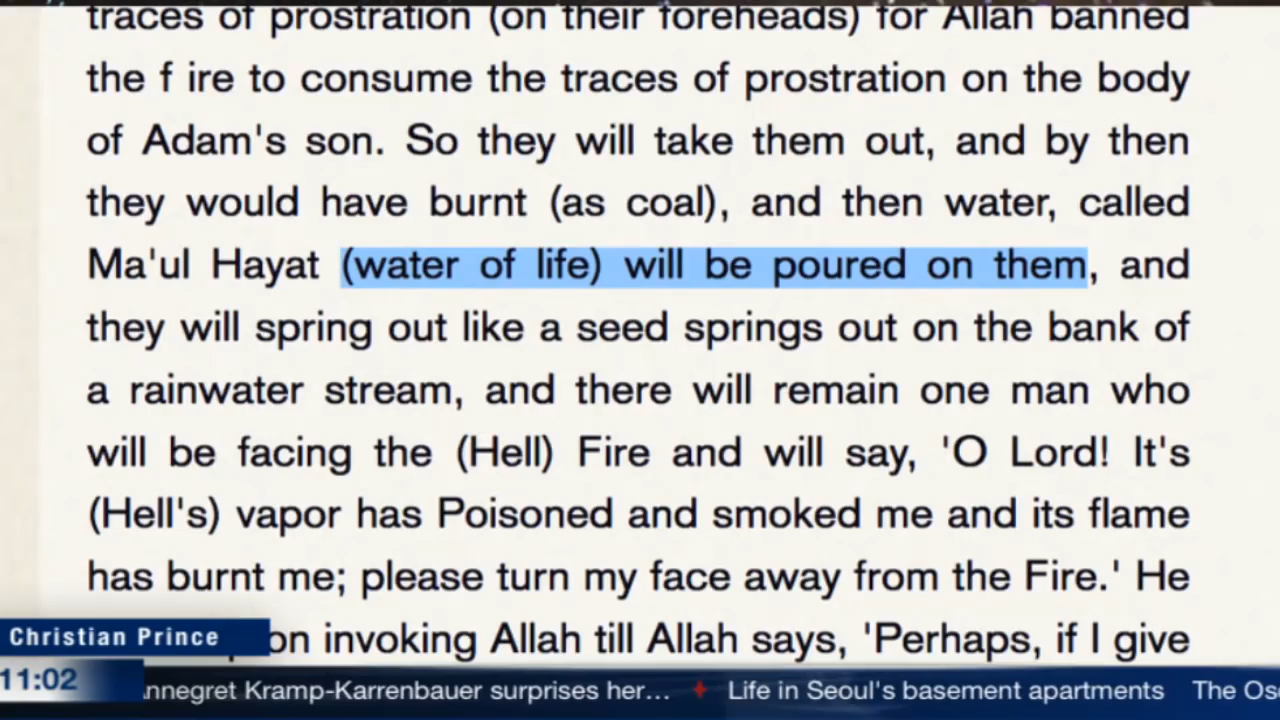 traces of prostration (on their foreheads) for Allah banned
the f ire to consume the traces of prostration on the body
of Adam's son. So they will take them out, and by then
they would have burnt (as coal), and then water, called
Ma'ul Hayat (water of life) will be poured on them, and
they will spring out like a seed springs out on the bank of
a rainwater stream, and there will remain one man who
will be facing the (Hell) Fire and will say, 'O Lord! It's
(Hell's) vapor has Poisoned and smoked me and its flame
has burnt me; please turn my face away from the Fire.' He
on invoking Allah till Allah says, 'Perhaps, if I give
Christian Prince
11:02
nnegret Kramp-Karrenbauer surprises her... Life in Seoul's basement apartments The Os